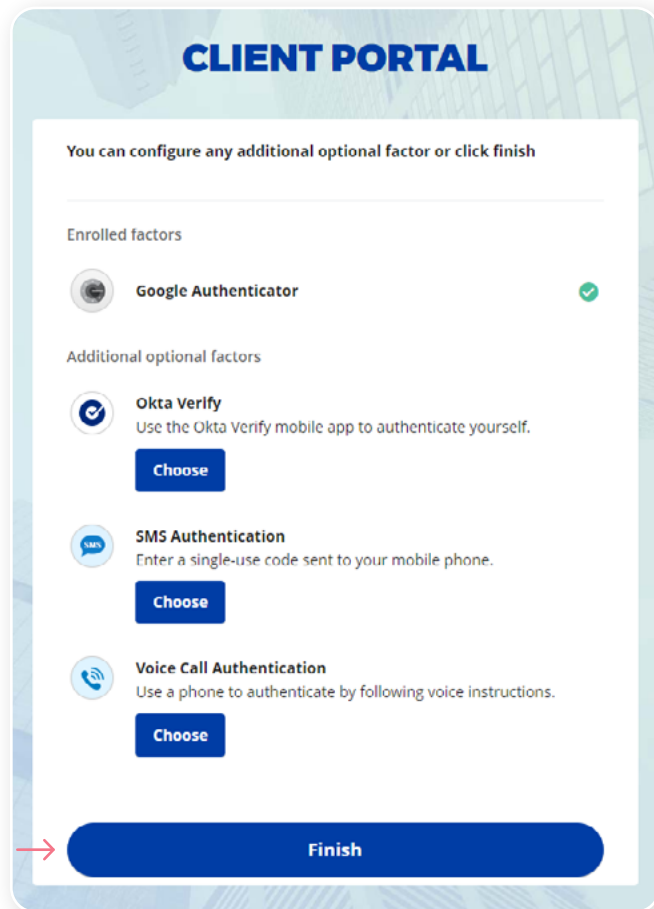 CLIENT PORTAL
You can configure any additional optional factor or click finish
Enrolled factors
Google Authenticator
Additional optional factors
Okta Verify
Use the Okta Verify mobile app to authenticate yourself.
Choose
SMS
SMS Authentication
Enter a single-use code sent to your mobile phone.
Choose
Voice Call Authentication
Use a phone to authenticate by following voice instructions.
Choose
Finish